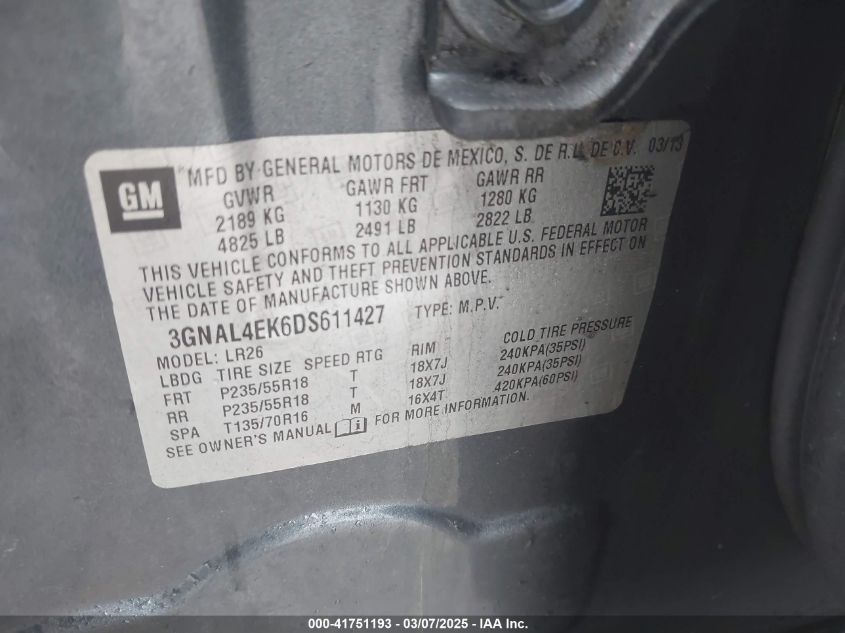 GM
MFD BY GENERAL MOTORS DE MEXICO, S. DE R.L. DE C.V. 03/13
GVWR GAWR FRT GAWR RR
2189 KG 1130 KG 1280 KG
4825 LB 2491 LB 2822 LB
THIS VEHICLE CONFORMS TO ALL APPLICABLE U.S. FEDERAL MOTOR
VEHICLE SAFETY AND THEFT PREVENTION STANDARDS IN EFFECT ON
THE DATE OF MANUFACTURE SHOWN ABOVE.
3GNAL4EK6DS611427 TYPE: M.P.V.
MODEL: LR26
LBDG TIRE SIZE SPEED RTG RIM COLD TIRE PRESSURE
FRT P235/55R18 T 18X7J 240KPA(35PSI)
RR P235/55R18 T 18X7J 240KPA(35PSI)
SPA T135/70R16 M 16X4T 420KPA(60PSI)
SEE OWNER'S MANUAL FOR MORE INFORMATION.
000-41751193 - 03/07/2025 - IAA Inc.